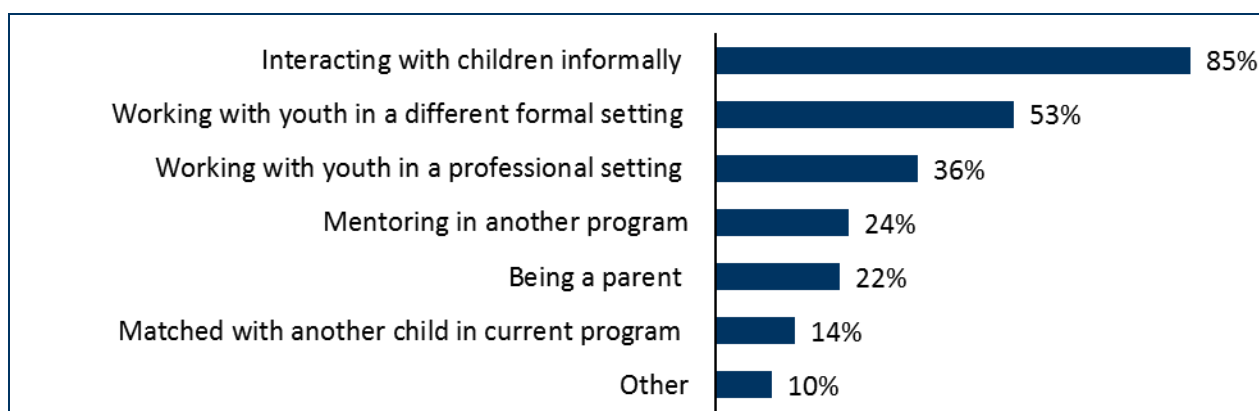 Interacting with children informally 85%
Working with youth in a different formal setting 53%
Working with youth in a professional setting 36%
Mentoring in another program 24%
Being a parent 22%
Matched with another child in current program 14%
Other 10%